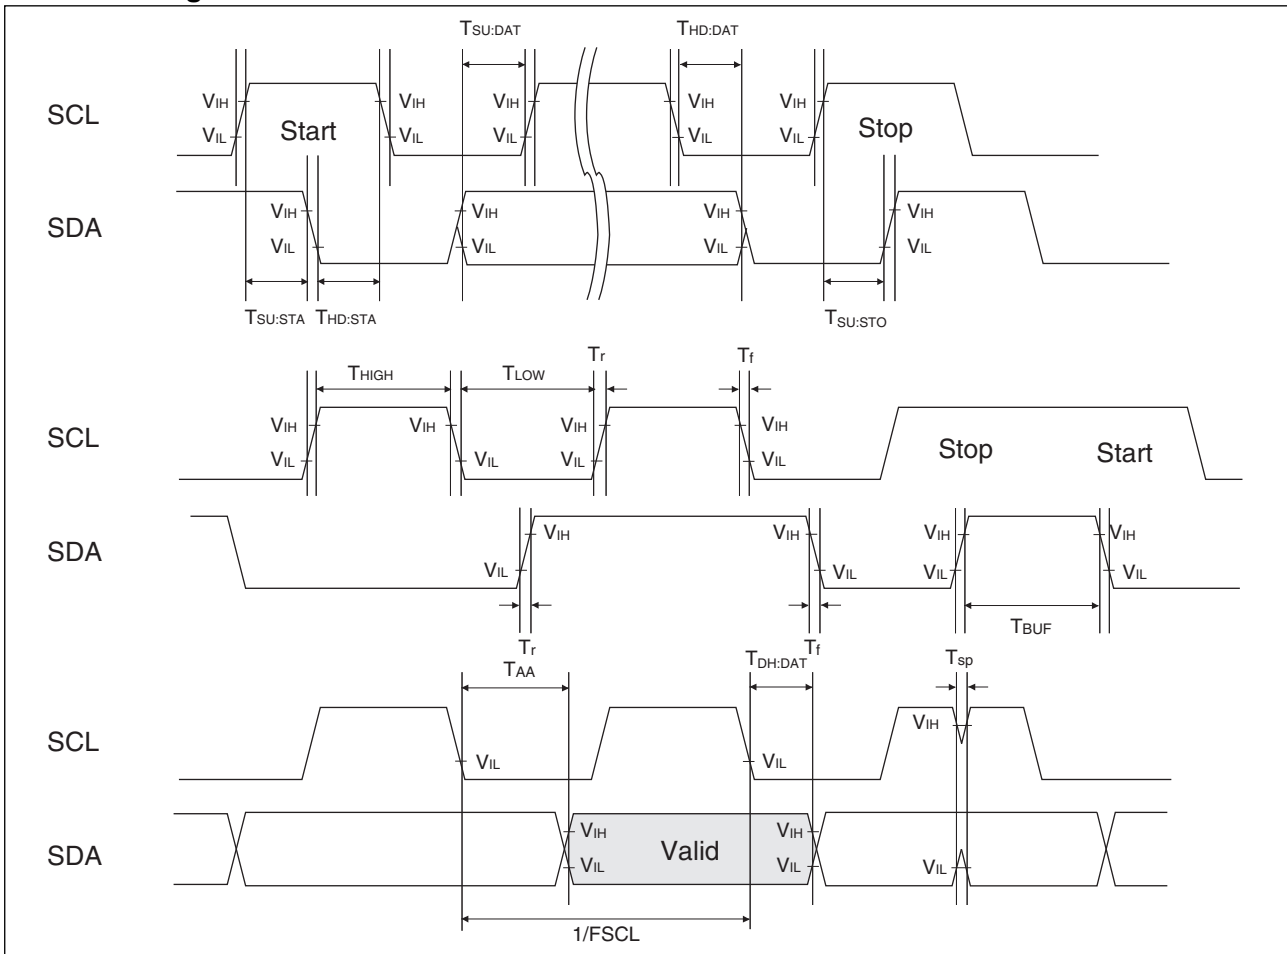 TSU:DAT THD:DAT
SCL VIH VIH VIH VIH VIH
VIL Start VIL VIL VIL VIL Stop
SDA VIH VIH VIH VIH
VIL VIL VIL VIL
TSU:STA THD:STA TSU:STO
THIGH TLOW Tr Tf
SCL VIH VIH VIH VIH
VIL VIL VIL VIL Stop Start
SDA VIH VIH VIH VIH
VIL VIL VIL VIL
Tr Tf TBUF
TAA TDH:DAT Tsp
SCL VIH
VIL VIL
SDA VIH Valid VIH
VIL VIL VIL
1/FSCL